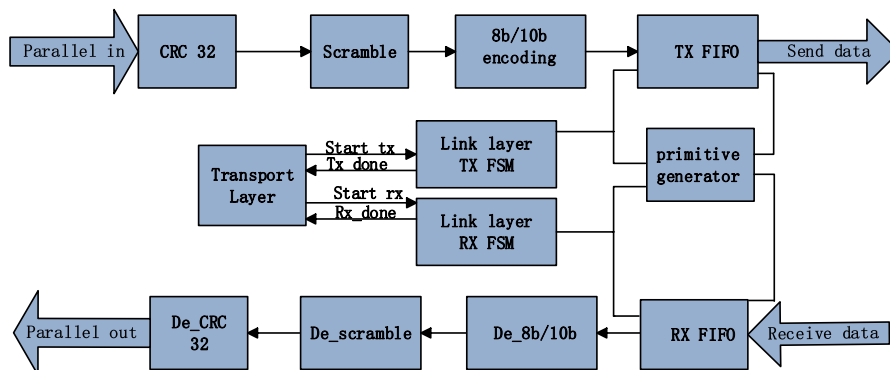 Parallel in
CRC 32
Scramble
8b/10b
encoding
TX FIFO
Send data
Start tx
Tx_done
Transport
Layer
Start rx
Rx_done
Link layer
TX FSM
Link layer
RX FSM
primitive
generator
Parallel out
De_CRC
32
De_scramble
De_8b/10b
RX FIFO
Receive data